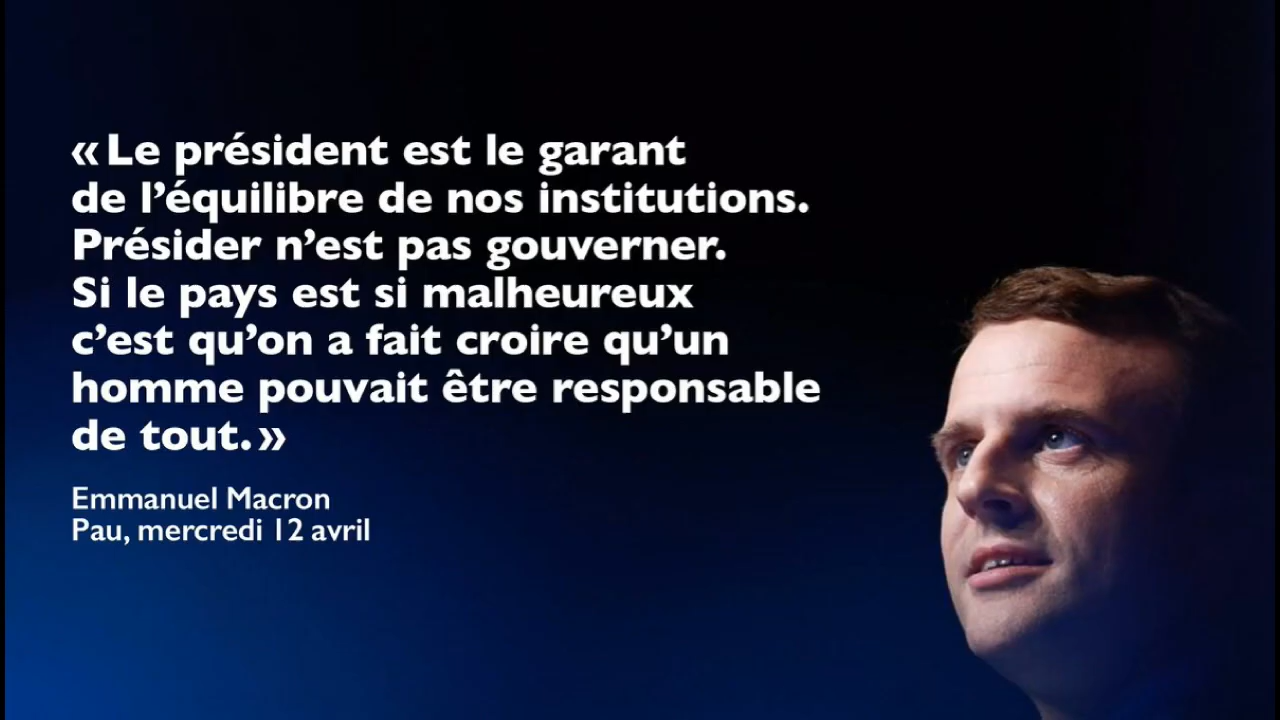 « Le président est le garant
de l’équilibre de nos institutions.
Présider n’est pas gouverner.
Si le pays est si malheureux
c’est qu’on a fait croire qu’un
homme pouvait être responsable
de tout. »
Emmanuel Macron
Pau, mercredi 12 avril